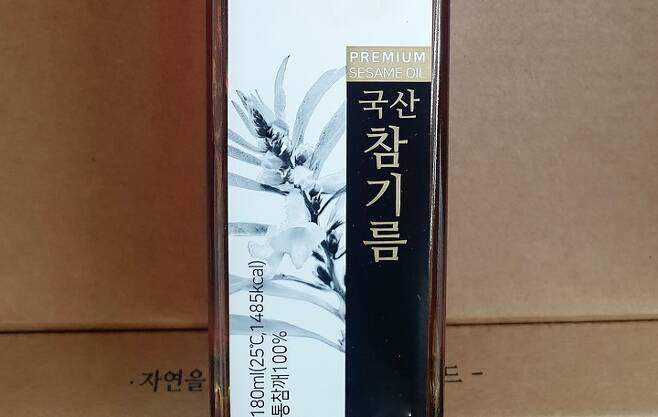 PREMIUM
SESAME OIL
국산
참기름
180ml(25℃,1485kcal)
통참깨100%
·자연을
드-